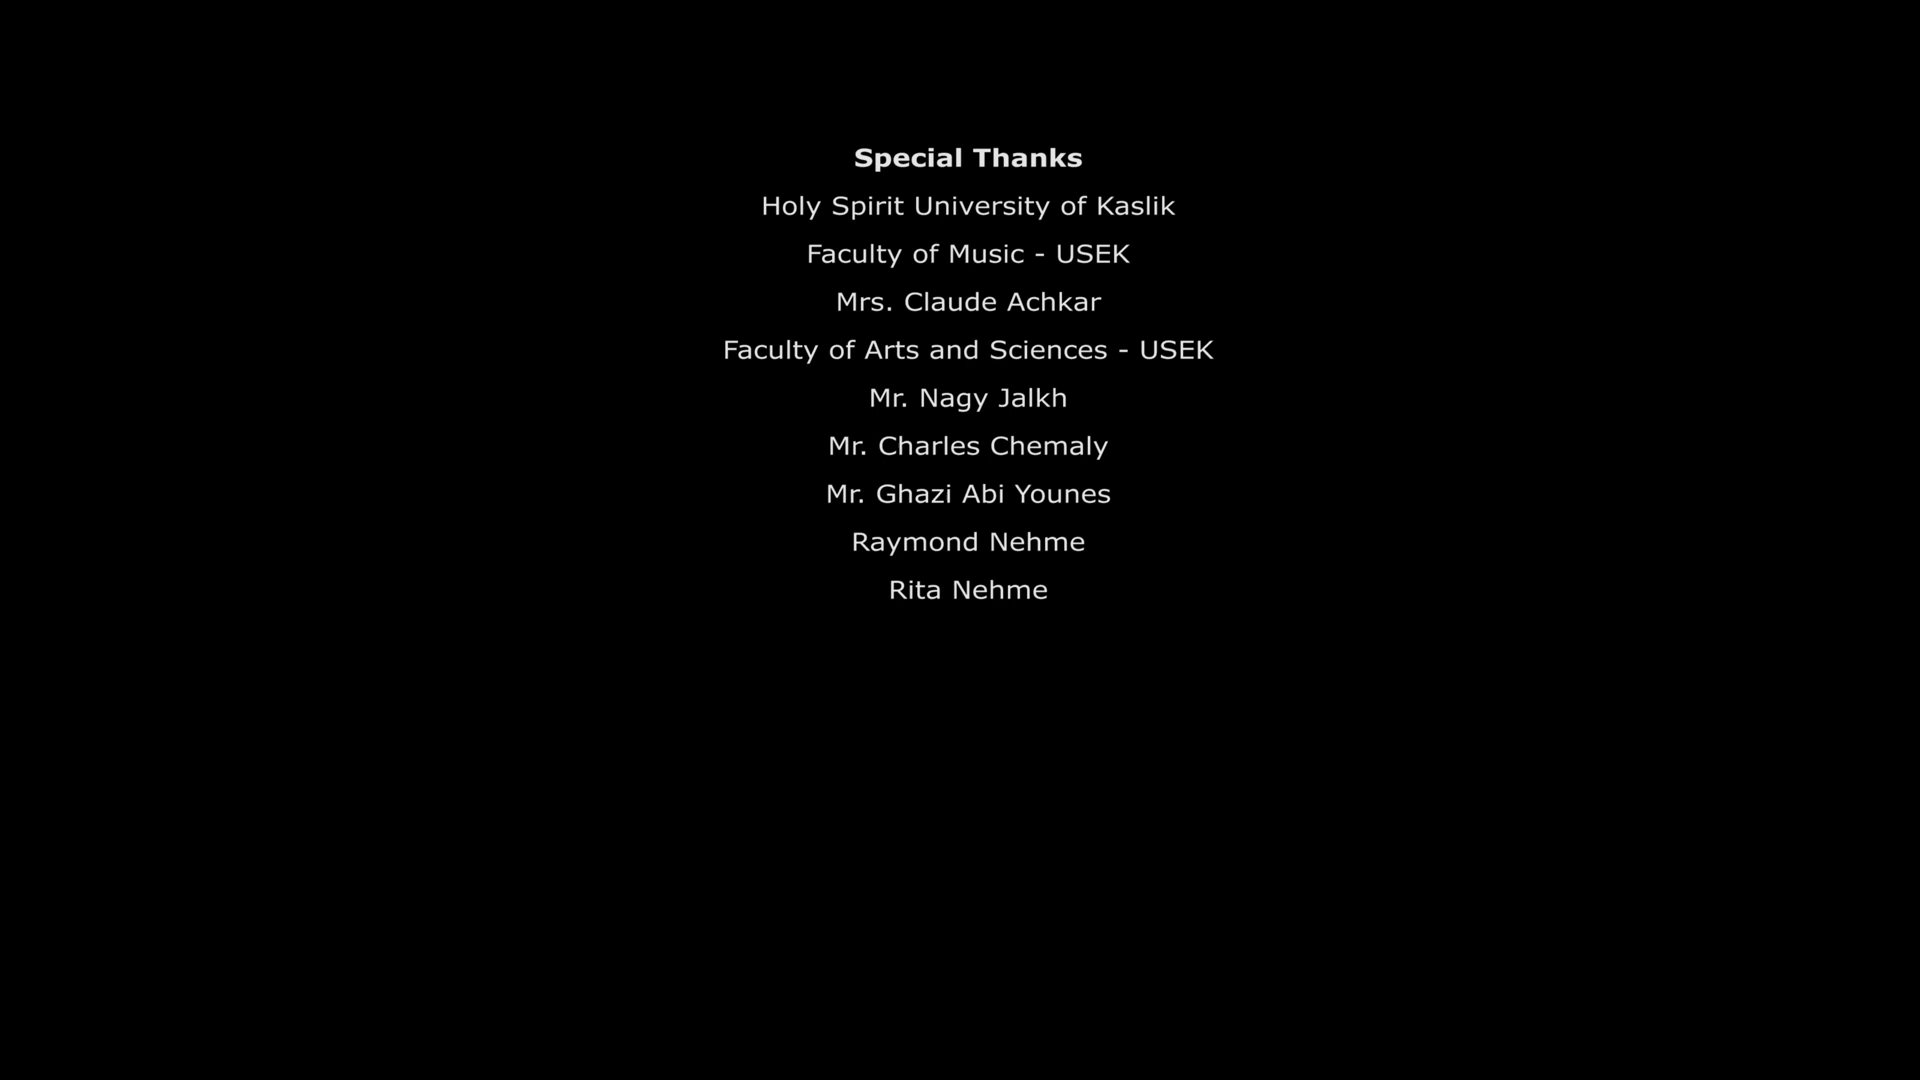 Special Thanks
Holy Spirit University of Kaslik
Faculty of Music - USEK
Mrs. Claude Achkar
Faculty of Arts and Sciences - USEK
Mr. Nagy Jalkh
Mr. Charles Chemaly
Mr. Ghazi Abi Younes
Raymond Nehme
Rita Nehme